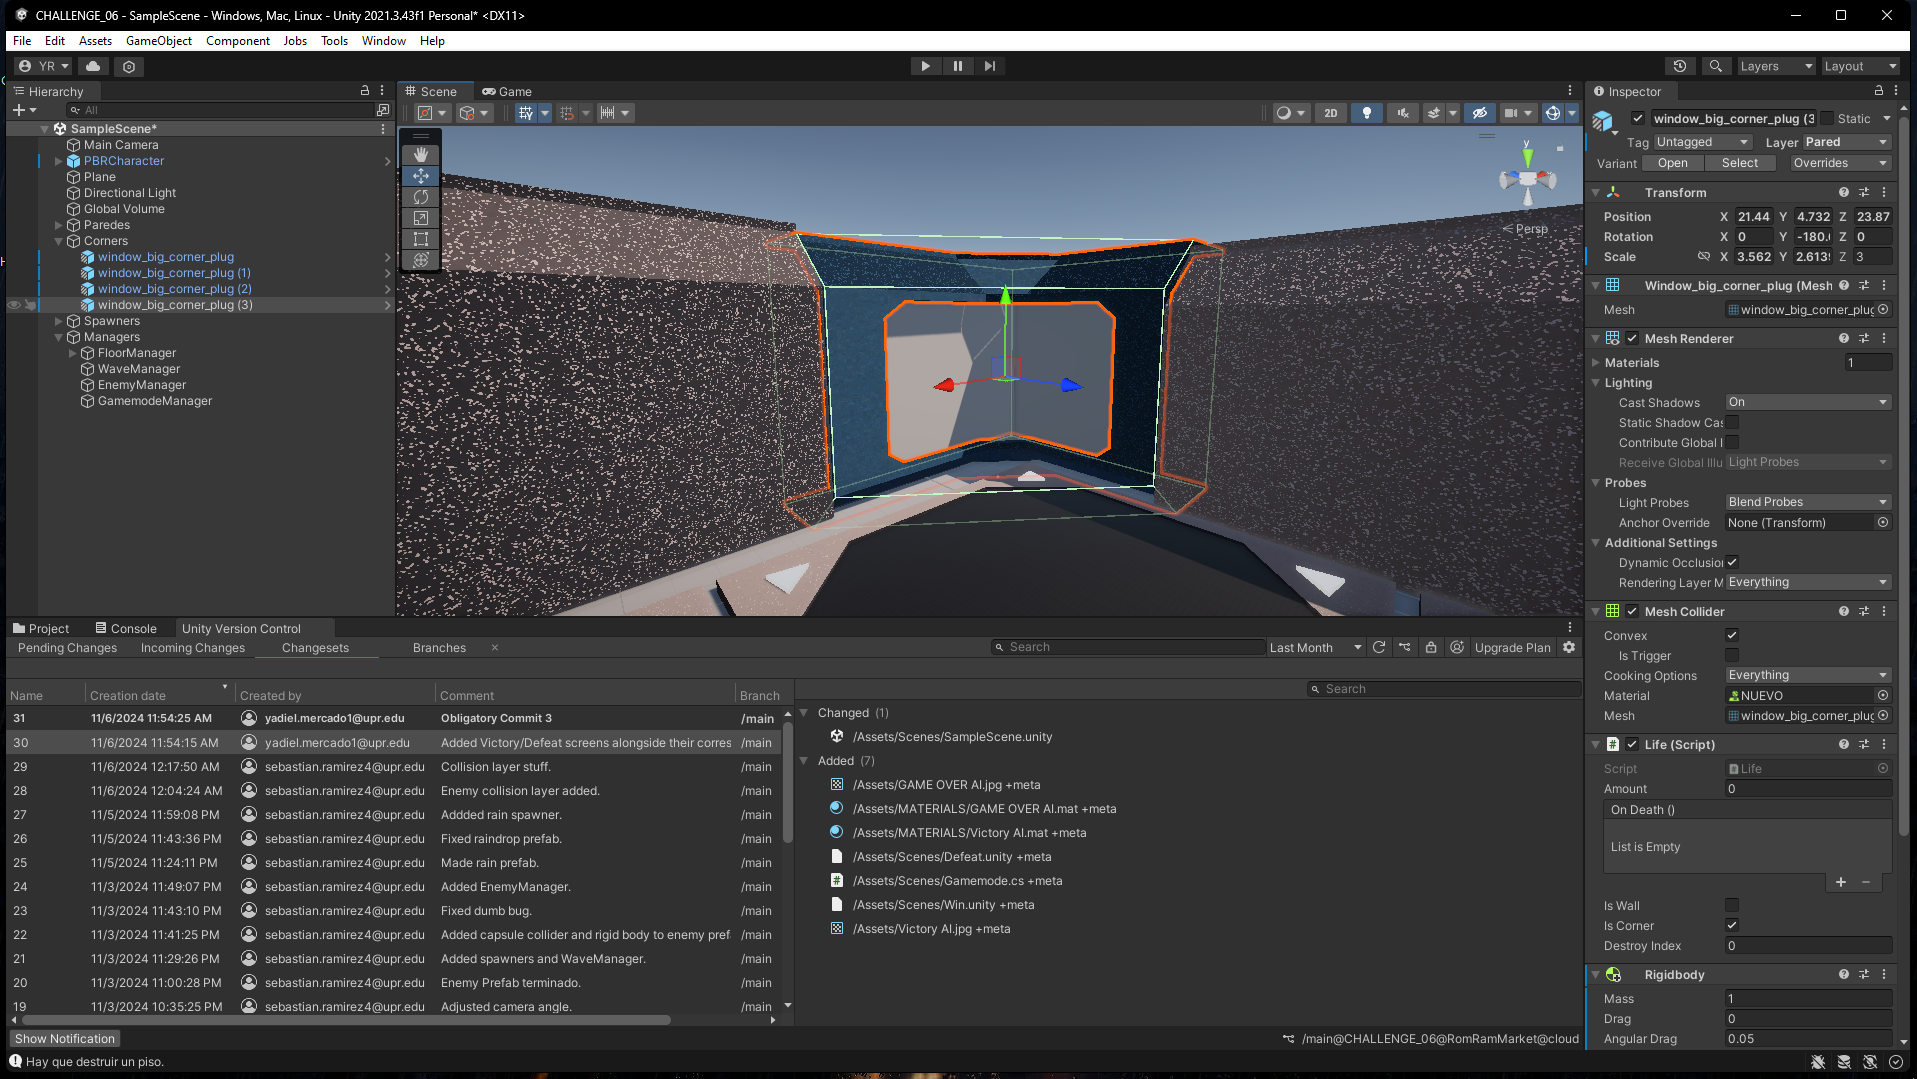 CHALLENGE_06 - SampleScene - Windows, Mac, Linux - Unity 2021.3.43f1 Personal* <DX11>
File Edit Assets GameObject Component Jobs Tools Window Help
YR Layers Layout
Hierarchy
All
SampleScene*
Main Camera
PBRCharacter
Plane
Directional Light
Global Volume
Paredes
Corners
window_big_corner_plug
window_big_corner_plug (1)
window_big_corner_plug (2)
window_big_corner_plug (3)
Spawners
Managers
FloorManager
WaveManager
EnemyManager
GamemodeManager
Scene Game
2D
y
Persp
Inspector
window_big_corner_plug (3 Static
Tag Untagged Layer Pared
Variant Open Select Overrides
Transform
Position X 21.44 Y 4.732 Z 23.87
Rotation X 0 Y -180.0 Z 0
Scale X 3.562 Y 2.6139 Z 3
Window_big_corner_plug (Mesh
Mesh window_big_corner_plug
Mesh Renderer
Materials 1
Lighting
Cast Shadows On
Static Shadow Cas
Contribute Global I
Receive Global Illu Light Probes
Probes
Light Probes Blend Probes
Anchor Override None (Transform)
Additional Settings
Dynamic Occlusion
Rendering Layer M Everything
Mesh Collider
Convex
Is Trigger
Cooking Options Everything
Material NUEVO
Mesh window_big_corner_plug
Life (Script)
Script Life
Amount 0
On Death ()
List is Empty
+ −
Is Wall
Is Corner
Destroy Index 0
Rigidbody
Mass 1
Drag 0
Angular Drag 0.05
Project Console Unity Version Control
Pending Changes Incoming Changes Changesets Branches ×
Search Last Month Upgrade Plan
Name Creation date Created by Comment Branch
31 11/6/2024 11:54:25 AM yadiel.mercado1@upr.edu Obligatory Commit 3 /main
30 11/6/2024 11:54:15 AM yadiel.mercado1@upr.edu Added Victory/Defeat screens alongside their corres /main
29 11/6/2024 12:17:50 AM sebastian.ramirez4@upr.edu Collision layer stuff. /main
28 11/6/2024 12:04:24 AM sebastian.ramirez4@upr.edu Enemy collision layer added. /main
27 11/5/2024 11:59:08 PM sebastian.ramirez4@upr.edu Addded rain spawner. /main
26 11/5/2024 11:43:36 PM sebastian.ramirez4@upr.edu Fixed raindrop prefab. /main
25 11/5/2024 11:24:11 PM sebastian.ramirez4@upr.edu Made rain prefab. /main
24 11/3/2024 11:49:07 PM sebastian.ramirez4@upr.edu Added EnemyManager. /main
23 11/3/2024 11:43:10 PM sebastian.ramirez4@upr.edu Fixed dumb bug. /main
22 11/3/2024 11:41:25 PM sebastian.ramirez4@upr.edu Added capsule collider and rigid body to enemy pref /main
21 11/3/2024 11:29:26 PM sebastian.ramirez4@upr.edu Added spawners and WaveManager. /main
20 11/3/2024 11:00:28 PM sebastian.ramirez4@upr.edu Enemy Prefab terminado. /main
19 11/3/2024 10:35:25 PM sebastian.ramirez4@upr.edu Adjusted camera angle. /main
Search
Changed (1)
/Assets/Scenes/SampleScene.unity
Added (7)
/Assets/GAME OVER AI.jpg +meta
/Assets/MATERIALS/GAME OVER AI.mat +meta
/Assets/MATERIALS/Victory AI.mat +meta
/Assets/Scenes/Defeat.unity +meta
/Assets/Scenes/Gamemode.cs +meta
/Assets/Scenes/Win.unity +meta
/Assets/Victory AI.jpg +meta
Show Notification
/main@CHALLENGE_06@RomRamMarket@cloud
Hay que destruir un piso.